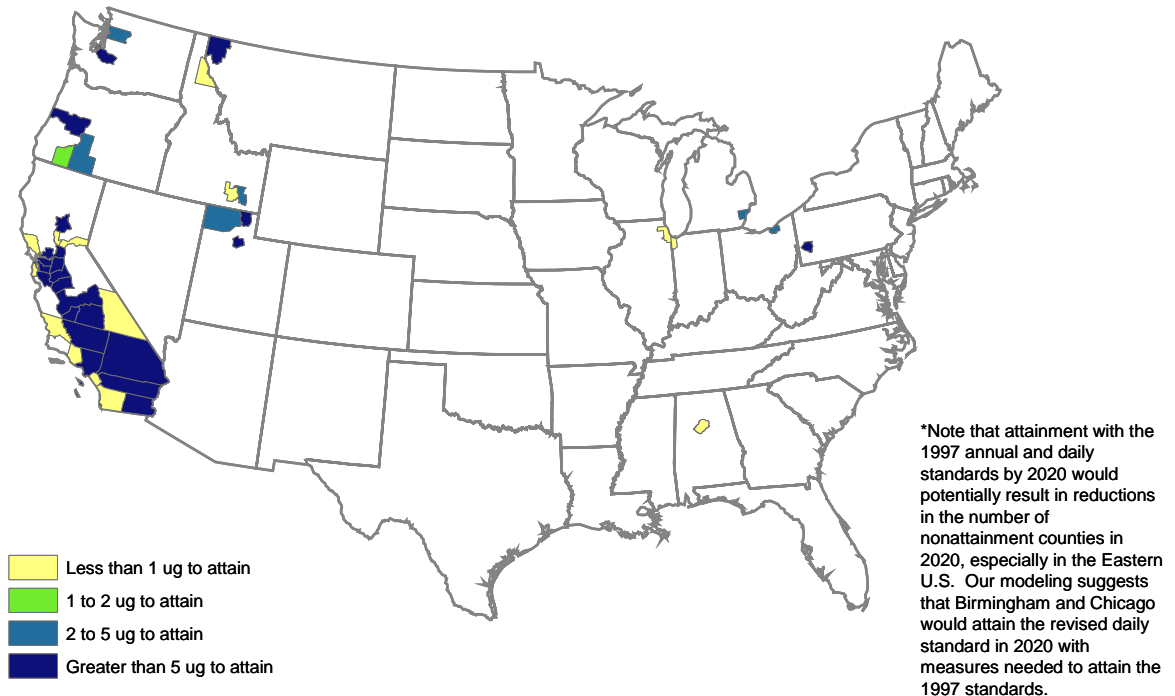 *Note that attainment with the
1997 annual and daily
standards by 2020 would
potentially result in reductions
in the number of
nonattainment counties in
2020, especially in the Eastern
U.S.  Our modeling suggests
that Birmingham and Chicago
would attain the revised daily
standard in 2020 with
measures needed to attain the
1997 standards.
Less than 1 ug to attain
1 to 2 ug to attain
2 to 5 ug to attain
Greater than 5 ug to attain